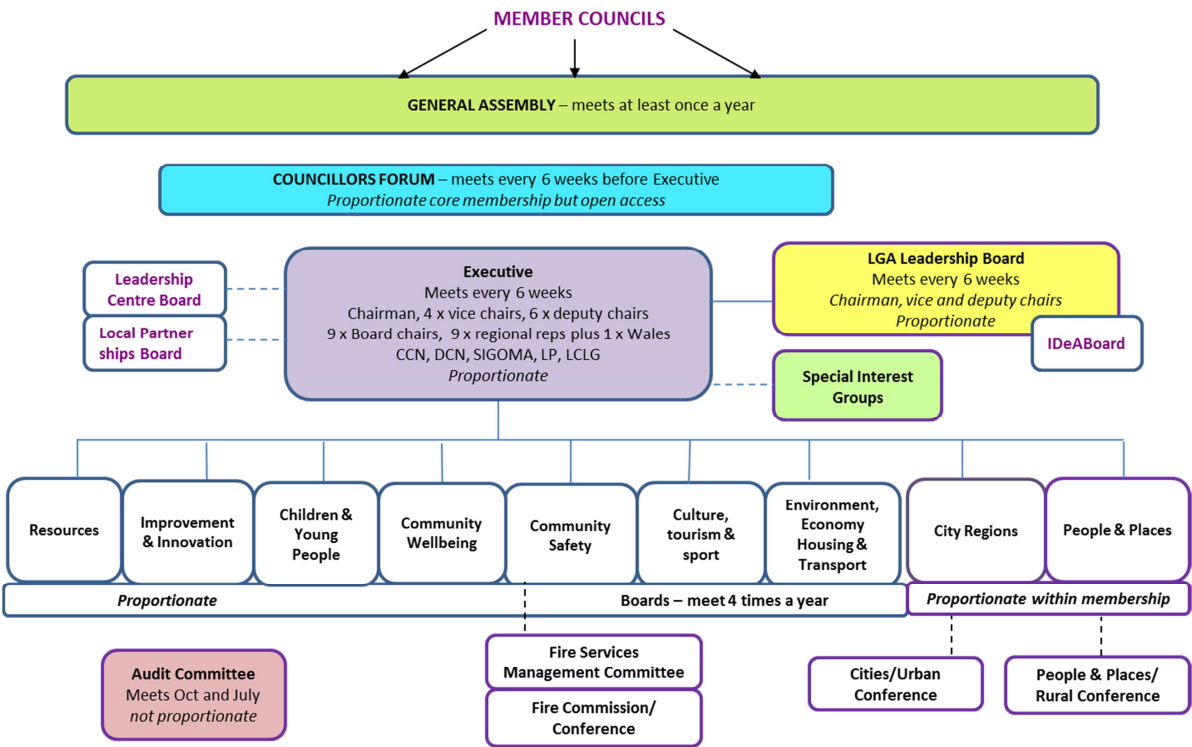 MEMBER COUNCILS
GENERAL ASSEMBLY – meets at least once a year
COUNCILLORS FORUM – meets every 6 weeks before Executive
Proportionate core membership but open access
Leadership
Centre Board
Local Partner
ships Board
Executive
Meets every 6 weeks
Chairman, 4 x vice chairs, 6 x deputy chairs
9 x Board chairs, 9 x regional reps plus 1 x Wales
CCN, DCN, SIGOMA, LP, LCLG
Proportionate
LGA Leadership Board
Meets every 6 weeks
Chairman, vice and deputy chairs
Proportionate
IDeABoard
Special Interest
Groups
Resources
Improvement
& Innovation
Children &
Young
People
Community
Wellbeing
Community
Safety
Culture,
tourism &
sport
Environment,
Economy
Housing &
Transport
City Regions
People & Places
Proportionate
Boards – meet 4 times a year
Proportionate within membership
Audit Committee
Meets Oct and July
not proportionate
Fire Services
Management Committee
Fire Commission/
Conference
Cities/Urban
Conference
People & Places/
Rural Conference